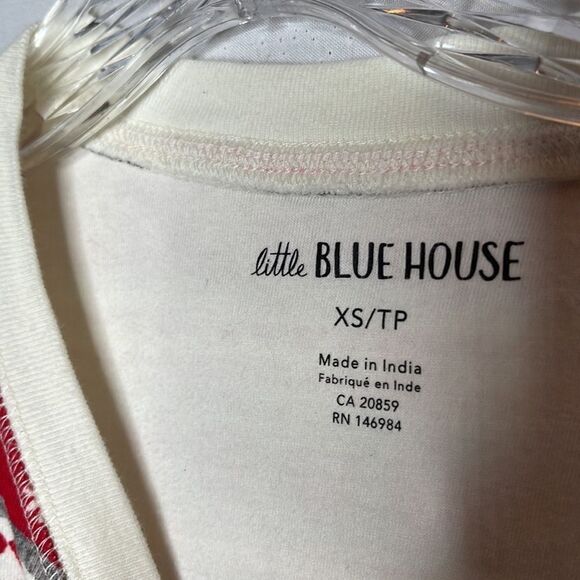 little BLUE HOUSE
XS/TP
Made in India
Fabriqué en Inde
CA 20859
RN 146984